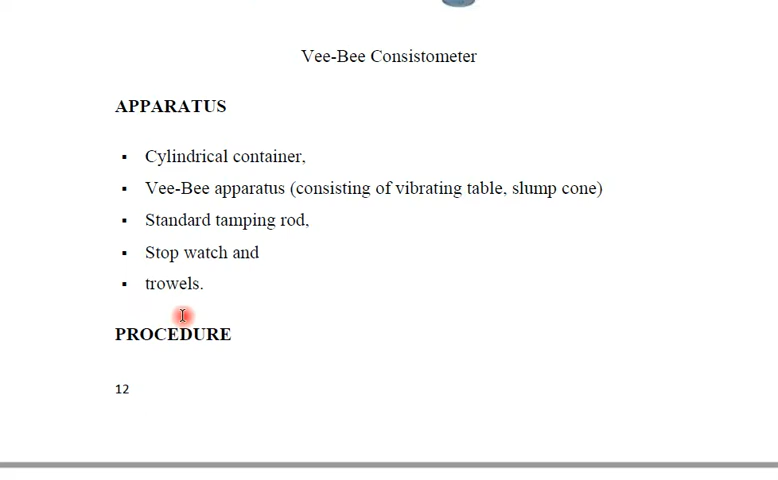 Vee-Bee Consistometer
APPARATUS
▪ Cylindrical container,
▪ Vee-Bee apparatus (consisting of vibrating table, slump cone)
▪ Standard tamping rod,
▪ Stop watch and
▪ trowels.
PROCEDURE
12